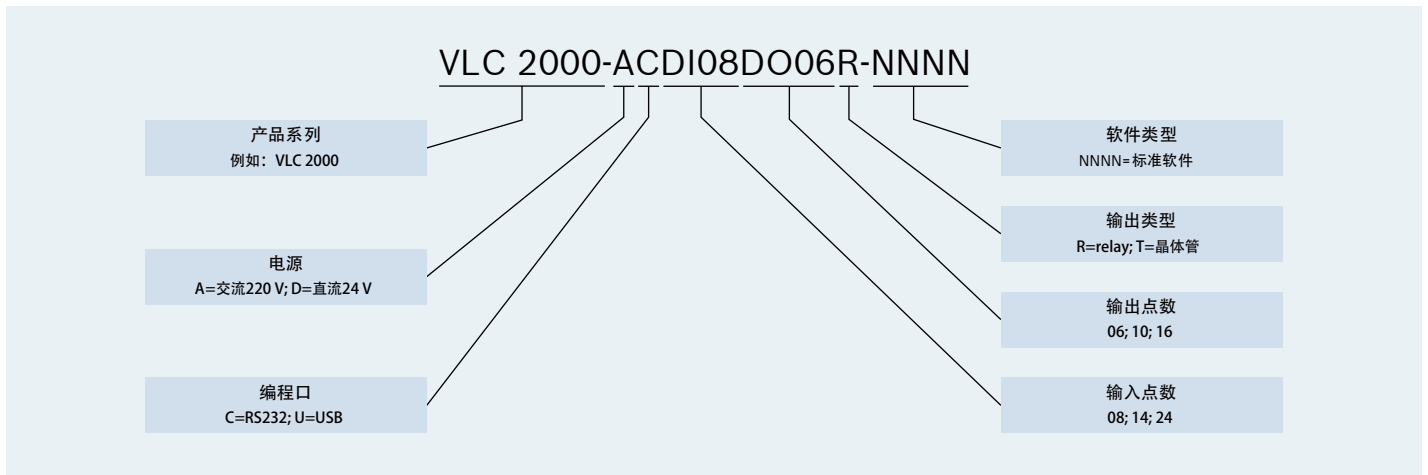 VLC 2000-ACDI08DO06R-NNNN
产品系列
例如：VLC 2000
电源
A=交流220 V; D=直流24 V
编程口
C=RS232; U=USB
软件类型
NNNN=标准软件
输出类型
R=relay; T=晶体管
输出点数
06; 10; 16
输入点数
08; 14; 24